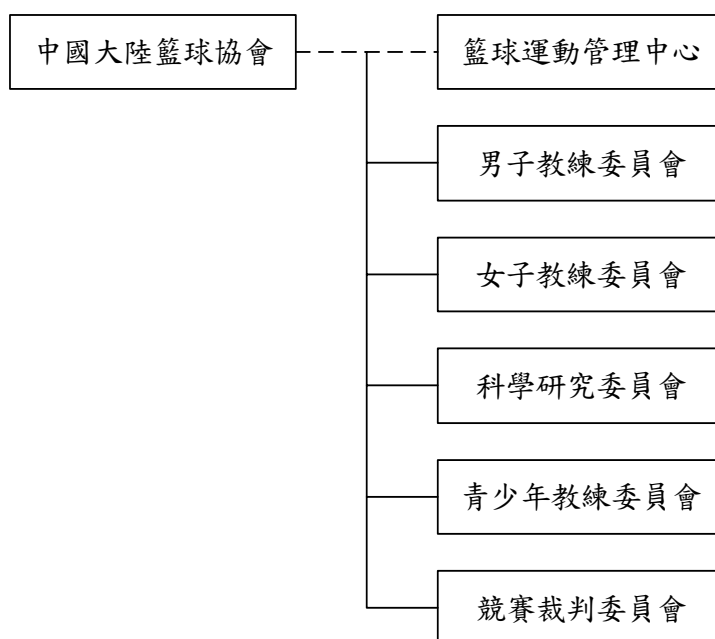 中國大陸籃球協會
籃球運動管理中心
男子教練委員會
女子教練委員會
科學研究委員會
青少年教練委員會
競賽裁判委員會